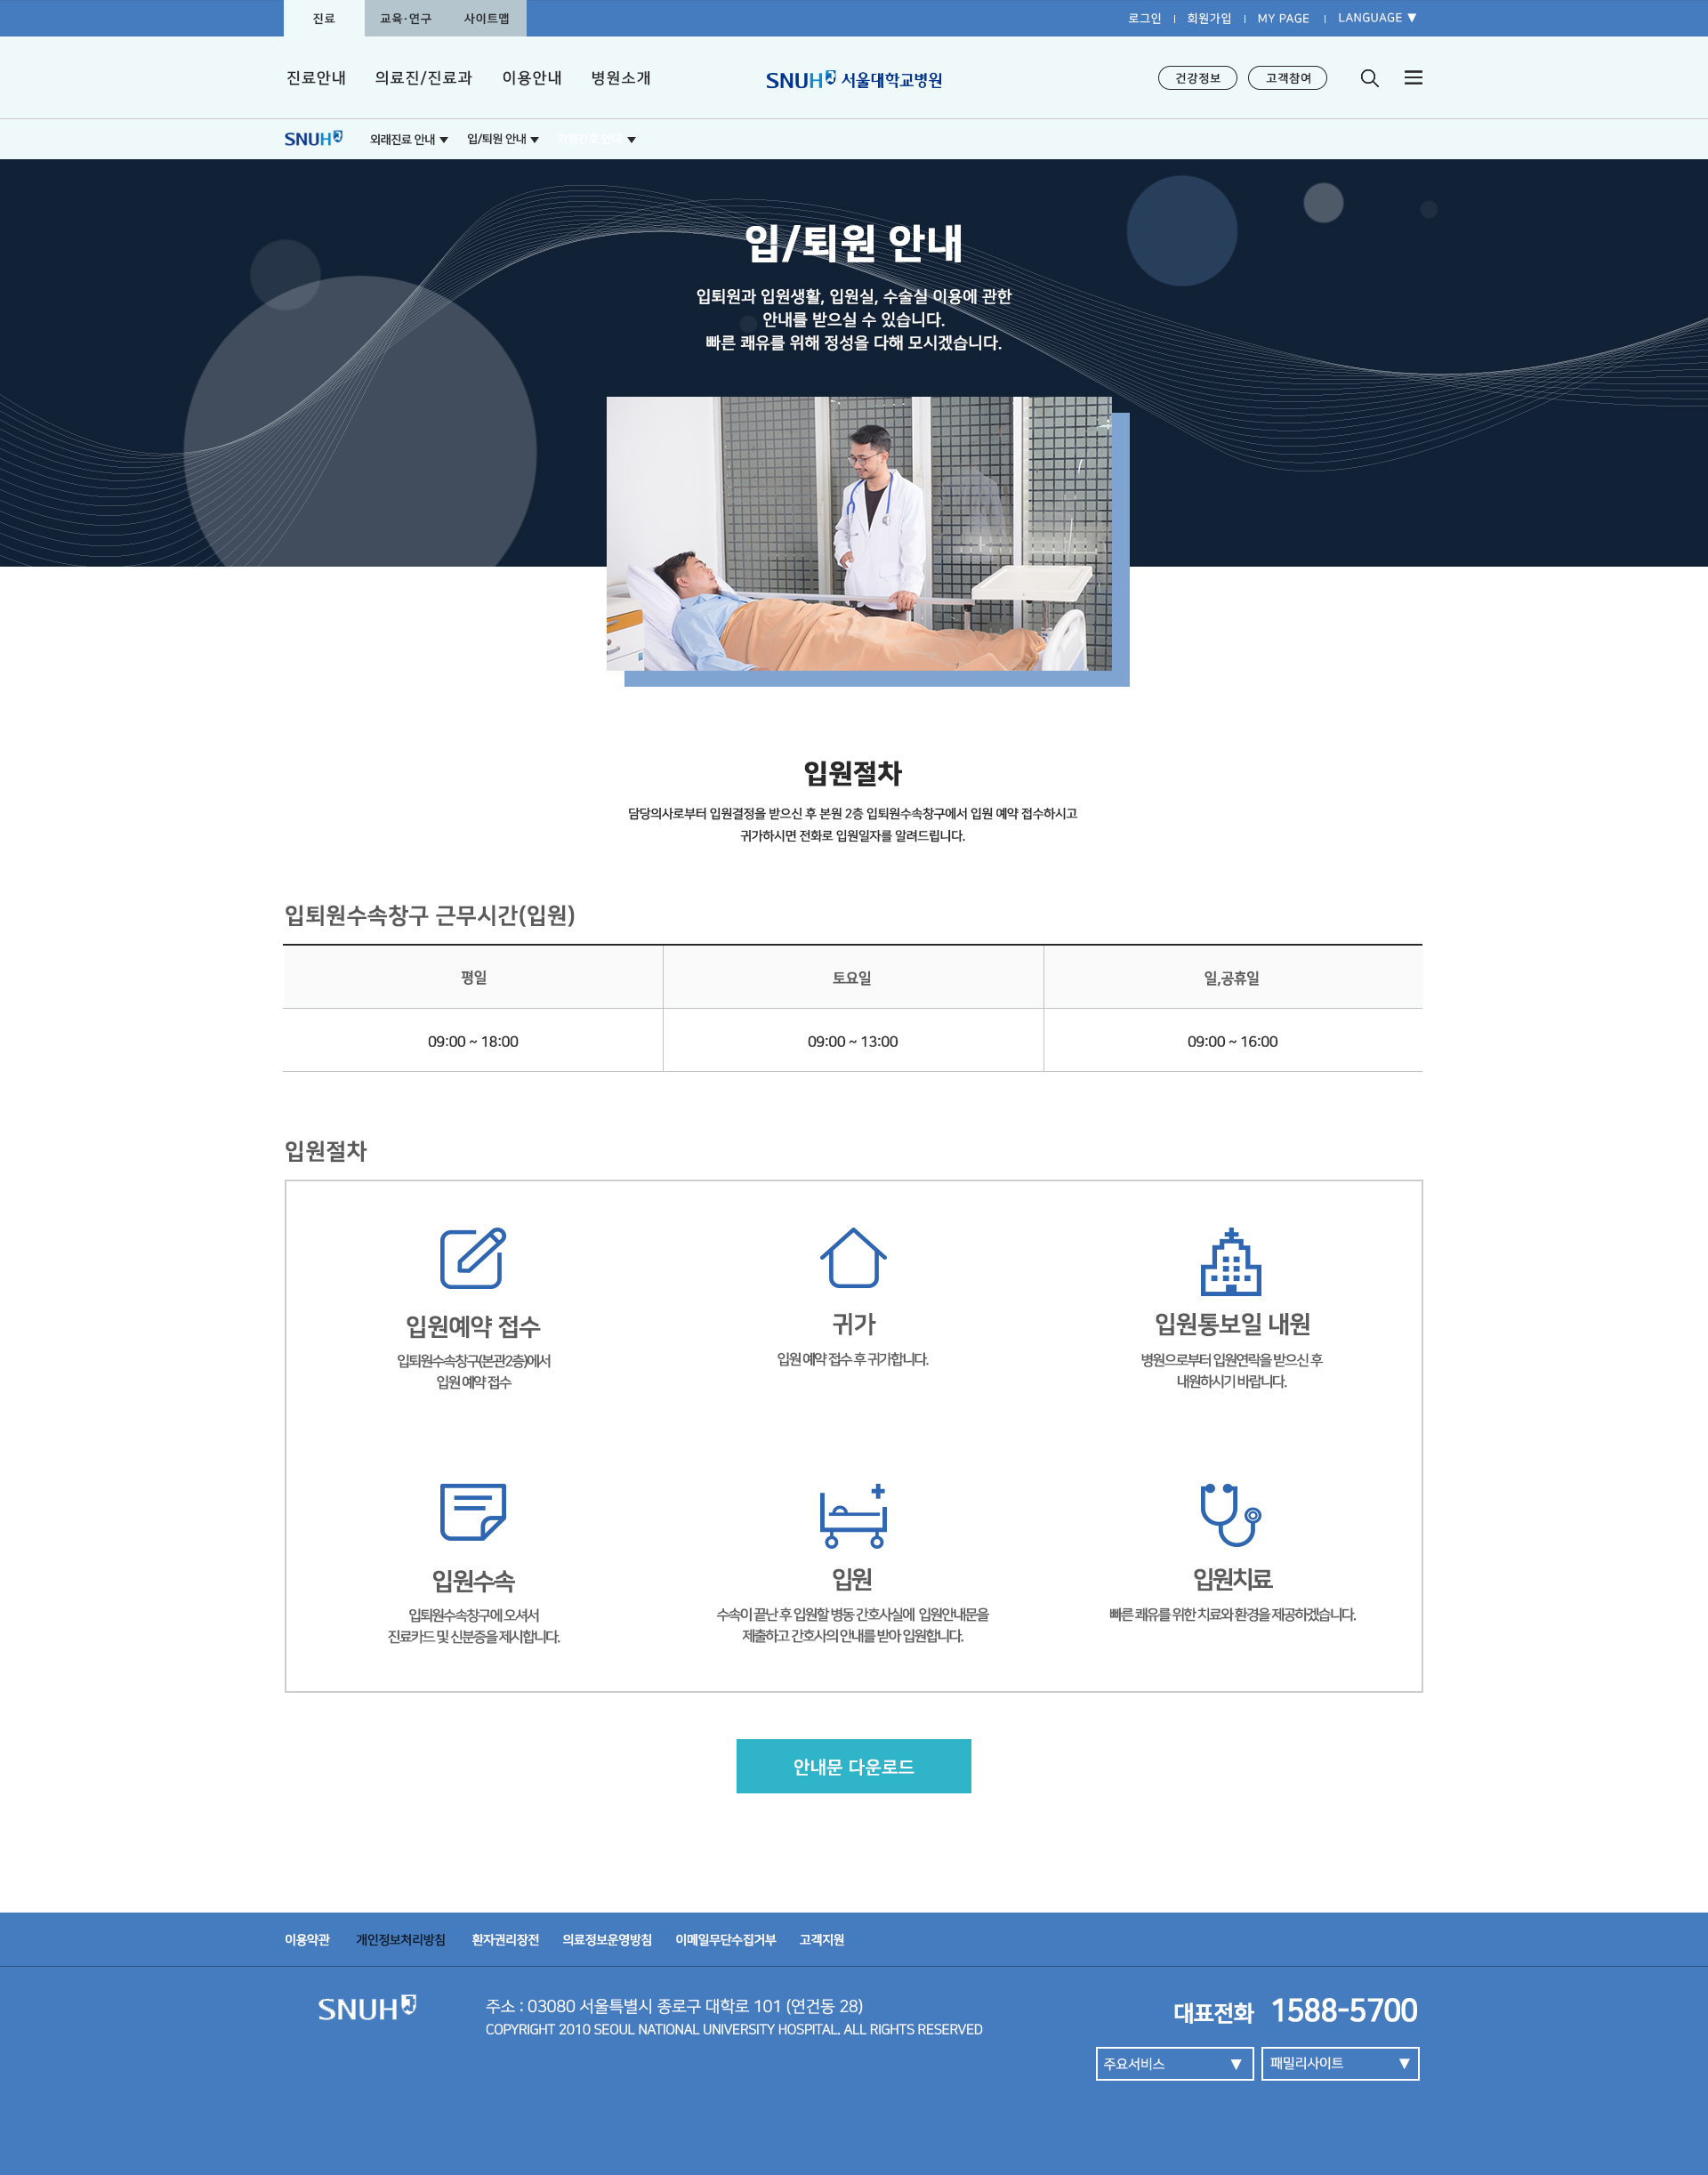 진료
교육·연구
사이트맵
로그인
회원가입
MY PAGE
LANGUAGE ▼
진료안내
의료진/진료과
이용안내
병원소개
SNUH 서울대학교병원
건강정보
고객참여
SNUH
외래진료 안내 ▼
입/퇴원 안내 ▼
입/퇴원 안내
입퇴원과 입원생활, 입원실, 수술실 이용에 관한
안내를 받으실 수 있습니다.
빠른 쾌유를 위해 정성을 다해 모시겠습니다.
입원절차
담당의사로부터 입원결정을 받으신 후 본원 2층 입퇴원수속창구에서 입원 예약 접수하시고
귀가하시면 전화로 입원일자를 알려드립니다.
입퇴원수속창구 근무시간(입원)
평일
토요일
일,공휴일
09:00 ~ 18:00
09:00 ~ 13:00
09:00 ~ 16:00
입원절차
입원예약 접수
입퇴원수속창구(본관2층)에서
입원 예약 접수
귀가
입원 예약 접수 후 귀가합니다.
입원통보일 내원
병원으로부터 입원연락을 받으신 후
내원하시기 바랍니다.
입원수속
입퇴원수속창구에 오셔서
진료카드 및 신분증을 제시합니다.
입원
수속이 끝난 후 입원할 병동 간호사실에 입원안내문을
제출하고 간호사의 안내를 받아 입원합니다.
입원치료
빠른 쾌유를 위한 치료와 환경을 제공하겠습니다.
안내문 다운로드
이용약관
개인정보처리방침
환자권리장전
의료정보운영방침
이메일무단수집거부
고객지원
SNUH
주소 : 03080 서울특별시 종로구 대학로 101 (연건동 28)
COPYRIGHT 2010 SEOUL NATIONAL UNIVERSITY HOSPITAL. ALL RIGHTS RESERVED
대표전화 1588-5700
주요서비스 ▼
패밀리사이트 ▼